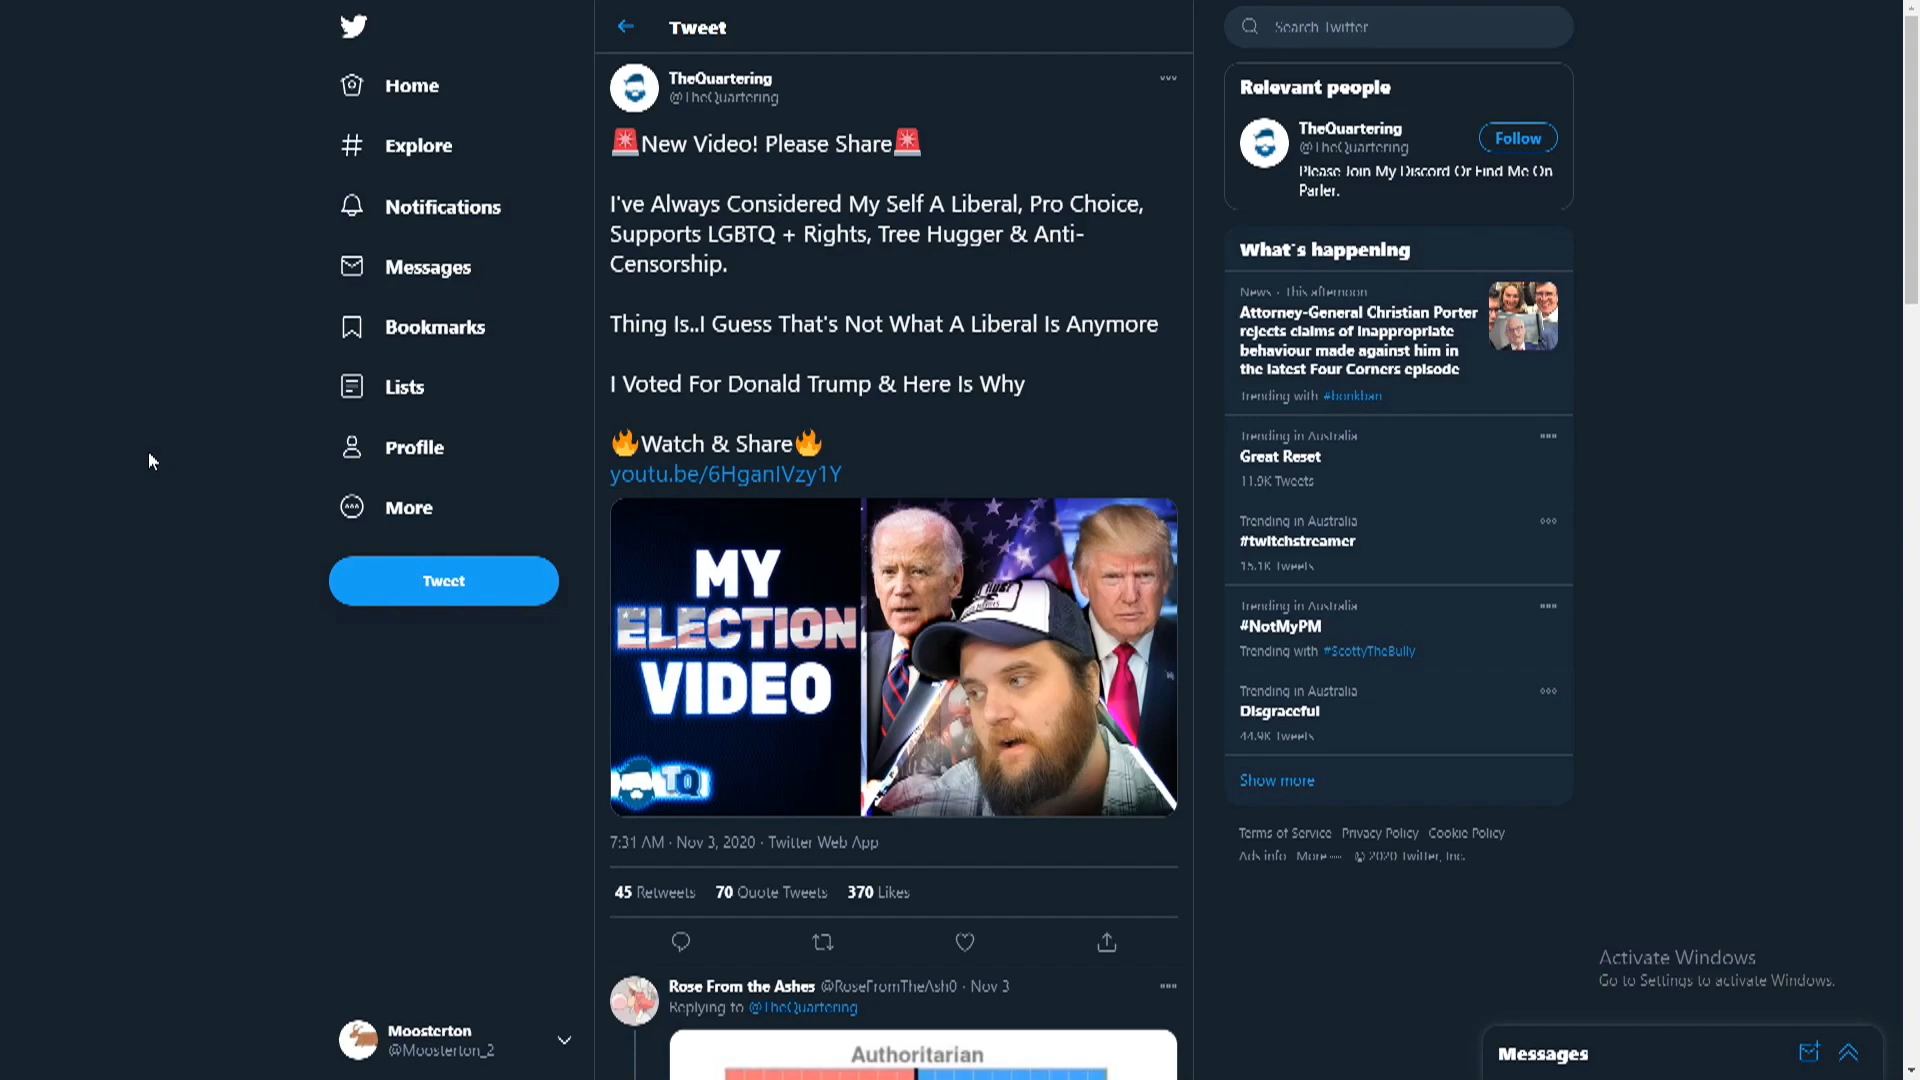 Home
Explore
Notifications
Messages
Bookmarks
Lists
Profile
More
Tweet
Moosterton
@Moosterton_2
Tweet
TheQuartering
@TheQuartering
🚨New Video! Please Share🚨
I've Always Considered My Self A Liberal, Pro Choice,
Supports LGBTQ + Rights, Tree Hugger & Anti-
Censorship.
Thing Is..I Guess That's Not What A Liberal Is Anymore
I Voted For Donald Trump & Here Is Why
🔥Watch & Share🔥
youtu.be/6HganIVzy1Y
MY
ELECTION
VIDEO
TQ
7:31 AM · Nov 3, 2020 · Twitter Web App
45 Retweets 70 Quote Tweets 370 Likes
Rose From the Ashes @RoseFromTheAsh0 · Nov 3
Replying to @TheQuartering
Authoritarian
Search Twitter
Relevant people
TheQuartering
@TheQuartering
Follow
Please Join My Discord Or Find Me On
Parler.
What's happening
News · This afternoon
Attorney-General Christian Porter
rejects claims of inappropriate
behaviour made against him in
the latest Four Corners episode
Trending with #bonkban
Trending in Australia
Great Reset
11.9K Tweets
Trending in Australia
#twitchstreamer
15.1K Tweets
Trending in Australia
#NotMyPM
Trending with #ScottyTheBully
Trending in Australia
Disgraceful
44.9K Tweets
Show more
Terms of Service Privacy Policy Cookie Policy
Ads info More ··· © 2020 Twitter, Inc.
Activate Windows
Go to Settings to activate Windows.
Messages